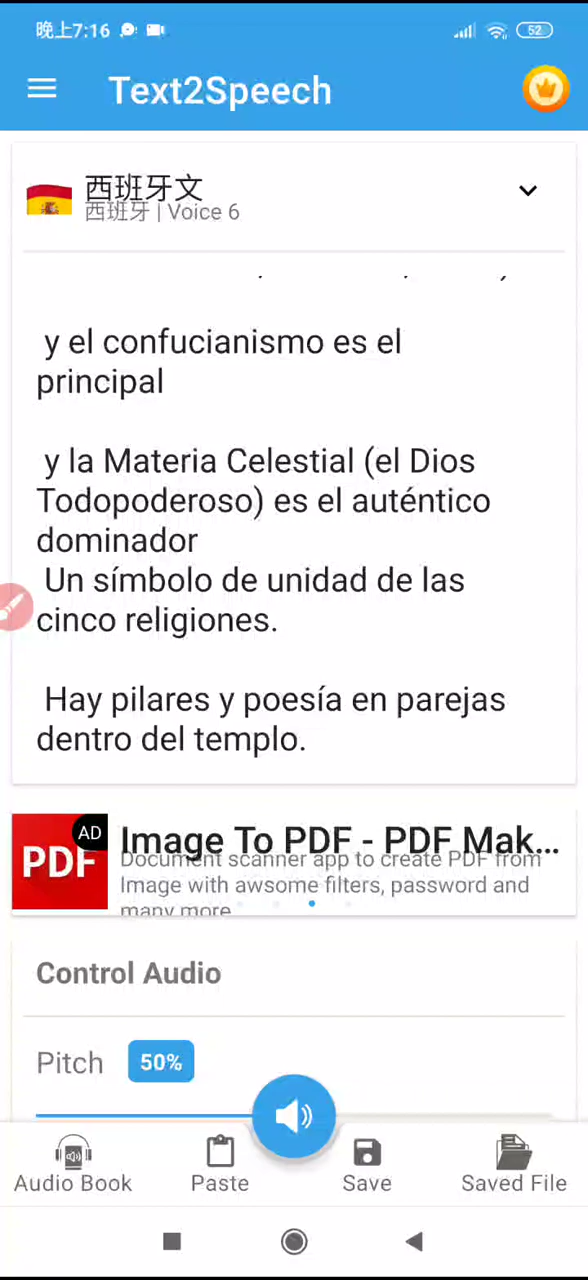 晚上7:16
52
Text2Speech
西班牙文
西班牙 | Voice 6
y el confucianismo es el
principal
y la Materia Celestial (el Dios
Todopoderoso) es el auténtico
dominador
Un símbolo de unidad de las
cinco religiones.
Hay pilares y poesía en parejas
dentro del templo.
AD
PDF
Image To PDF - PDF Mak...
Document scanner app to create PDF from
Image with awsome filters, password and
many more
Control Audio
Pitch
50%
Audio Book
Paste
Save
Saved File